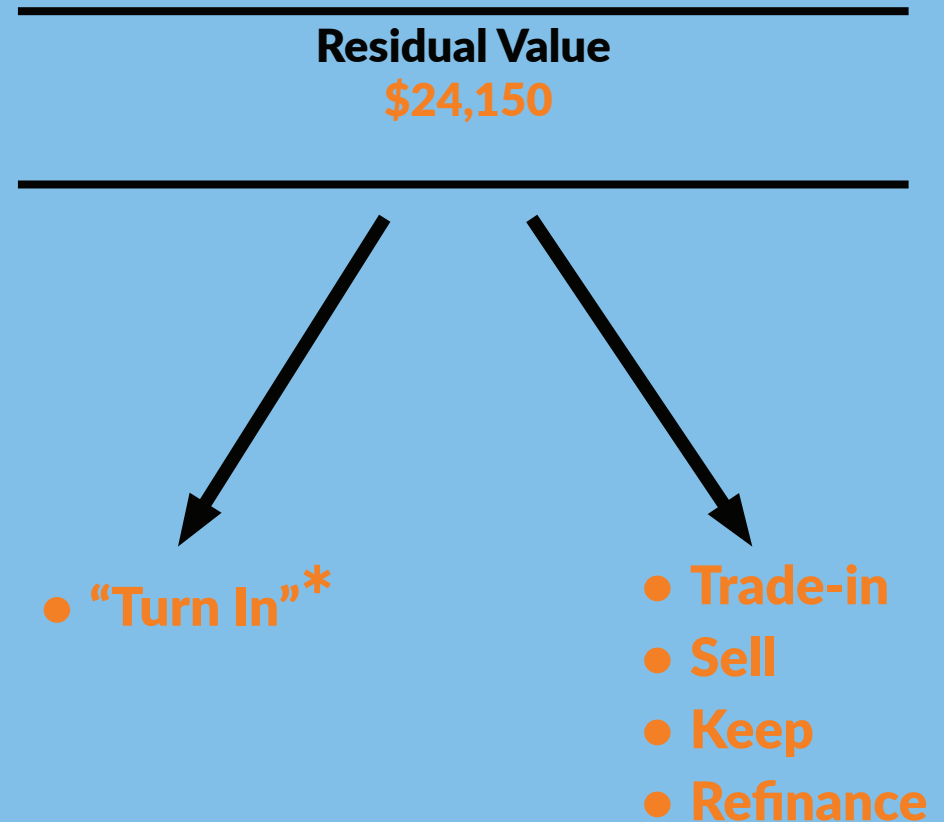 Residual Value
$24,150
• “Turn In”*
• Trade-in
• Sell
• Keep
• Refinance